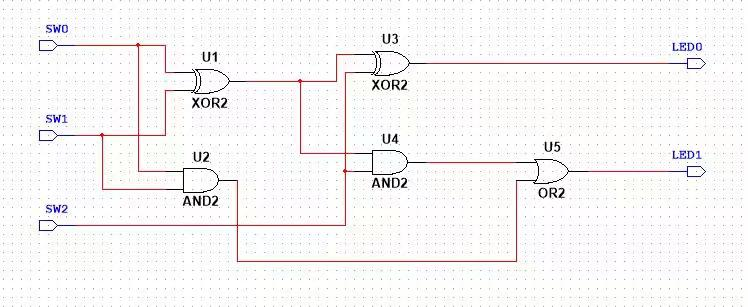 SW0
U1
XOR2
U3
XOR2
LED0
SW1
U2
AND2
U4
AND2
U5
OR2
LED1
SW2